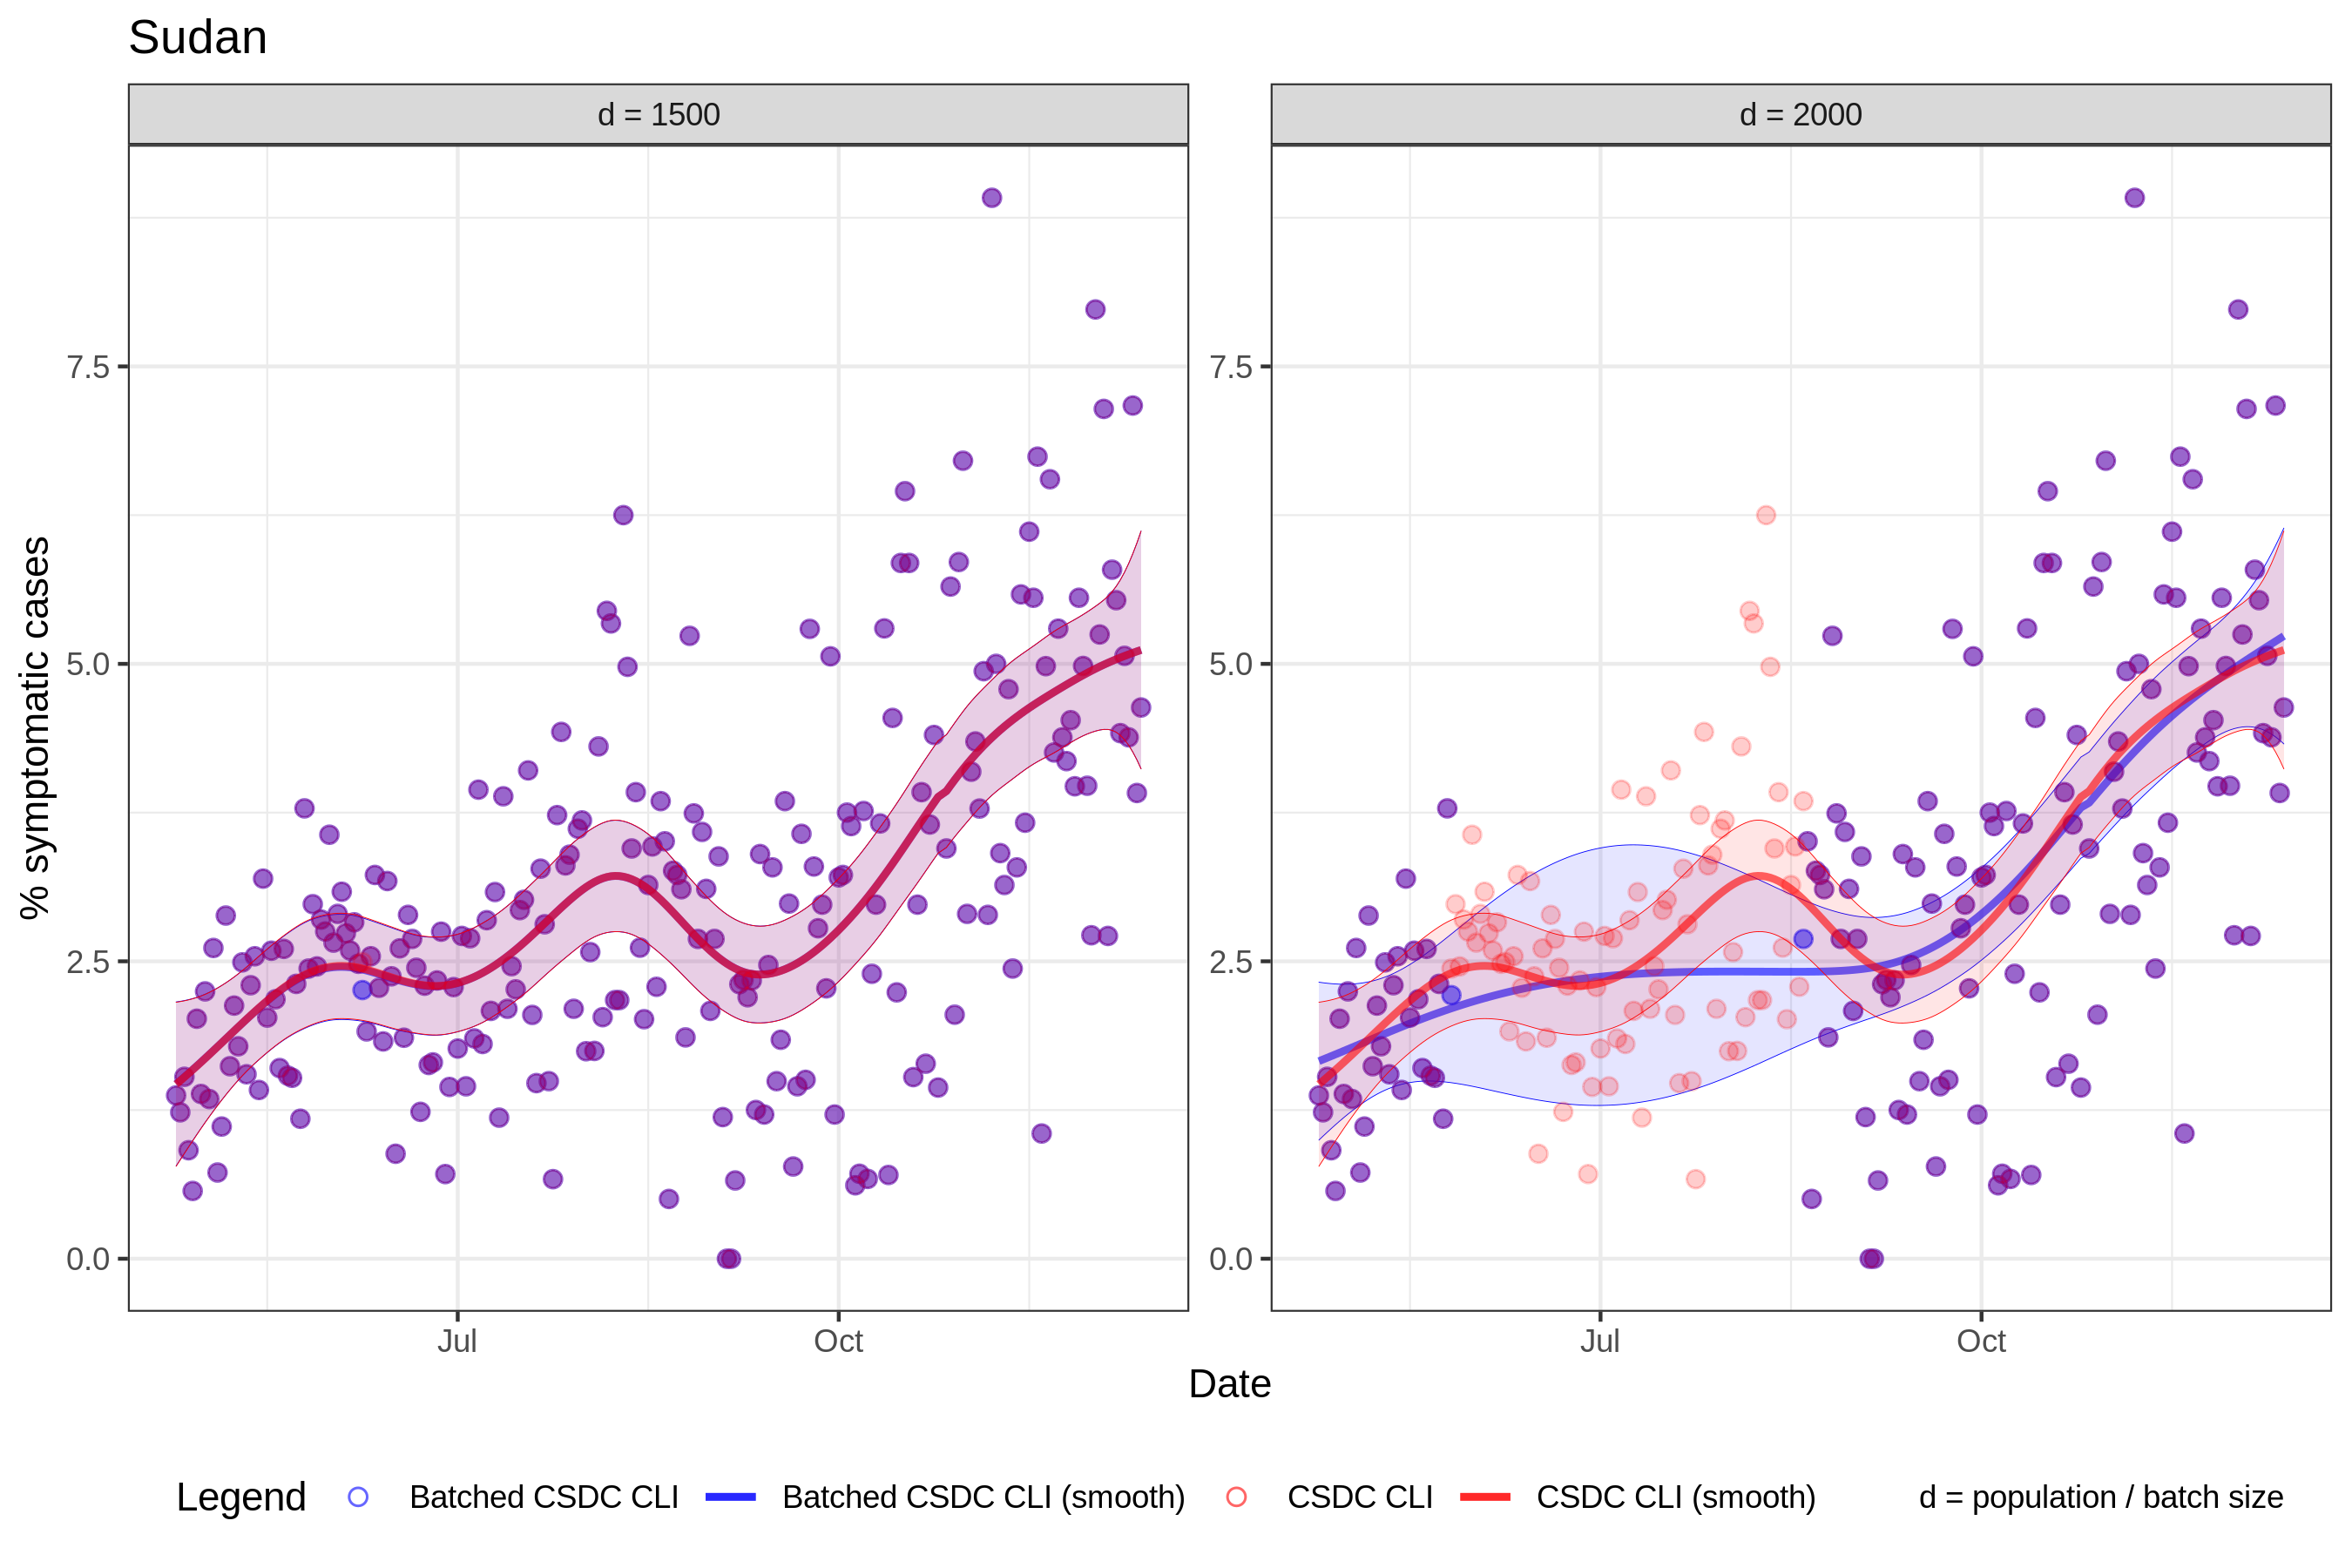 Sudan
d = 1500
d = 2000
% symptomatic cases
7.5
5.0
2.5
0.0
7.5
5.0
2.5
0.0
Jul
Oct
Jul
Oct
Date
Legend
Batched CSDC CLI
Batched CSDC CLI (smooth)
CSDC CLI
CSDC CLI (smooth)
d = population / batch size